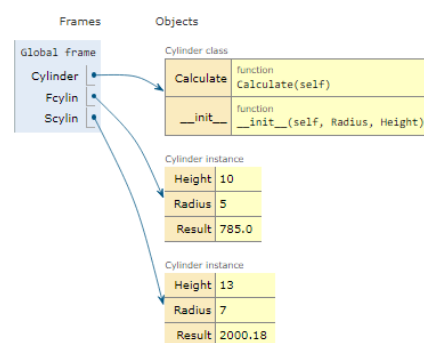 Frames Objects
Global frame
Cylinder
Fcylin
Scylin
Cylinder class
Calculate function
Calculate(self)
__init__ function
__init__(self, Radius, Height)
Cylinder instance
Height 10
Radius 5
Result 785.0
Cylinder instance
Height 13
Radius 7
Result 2000.18